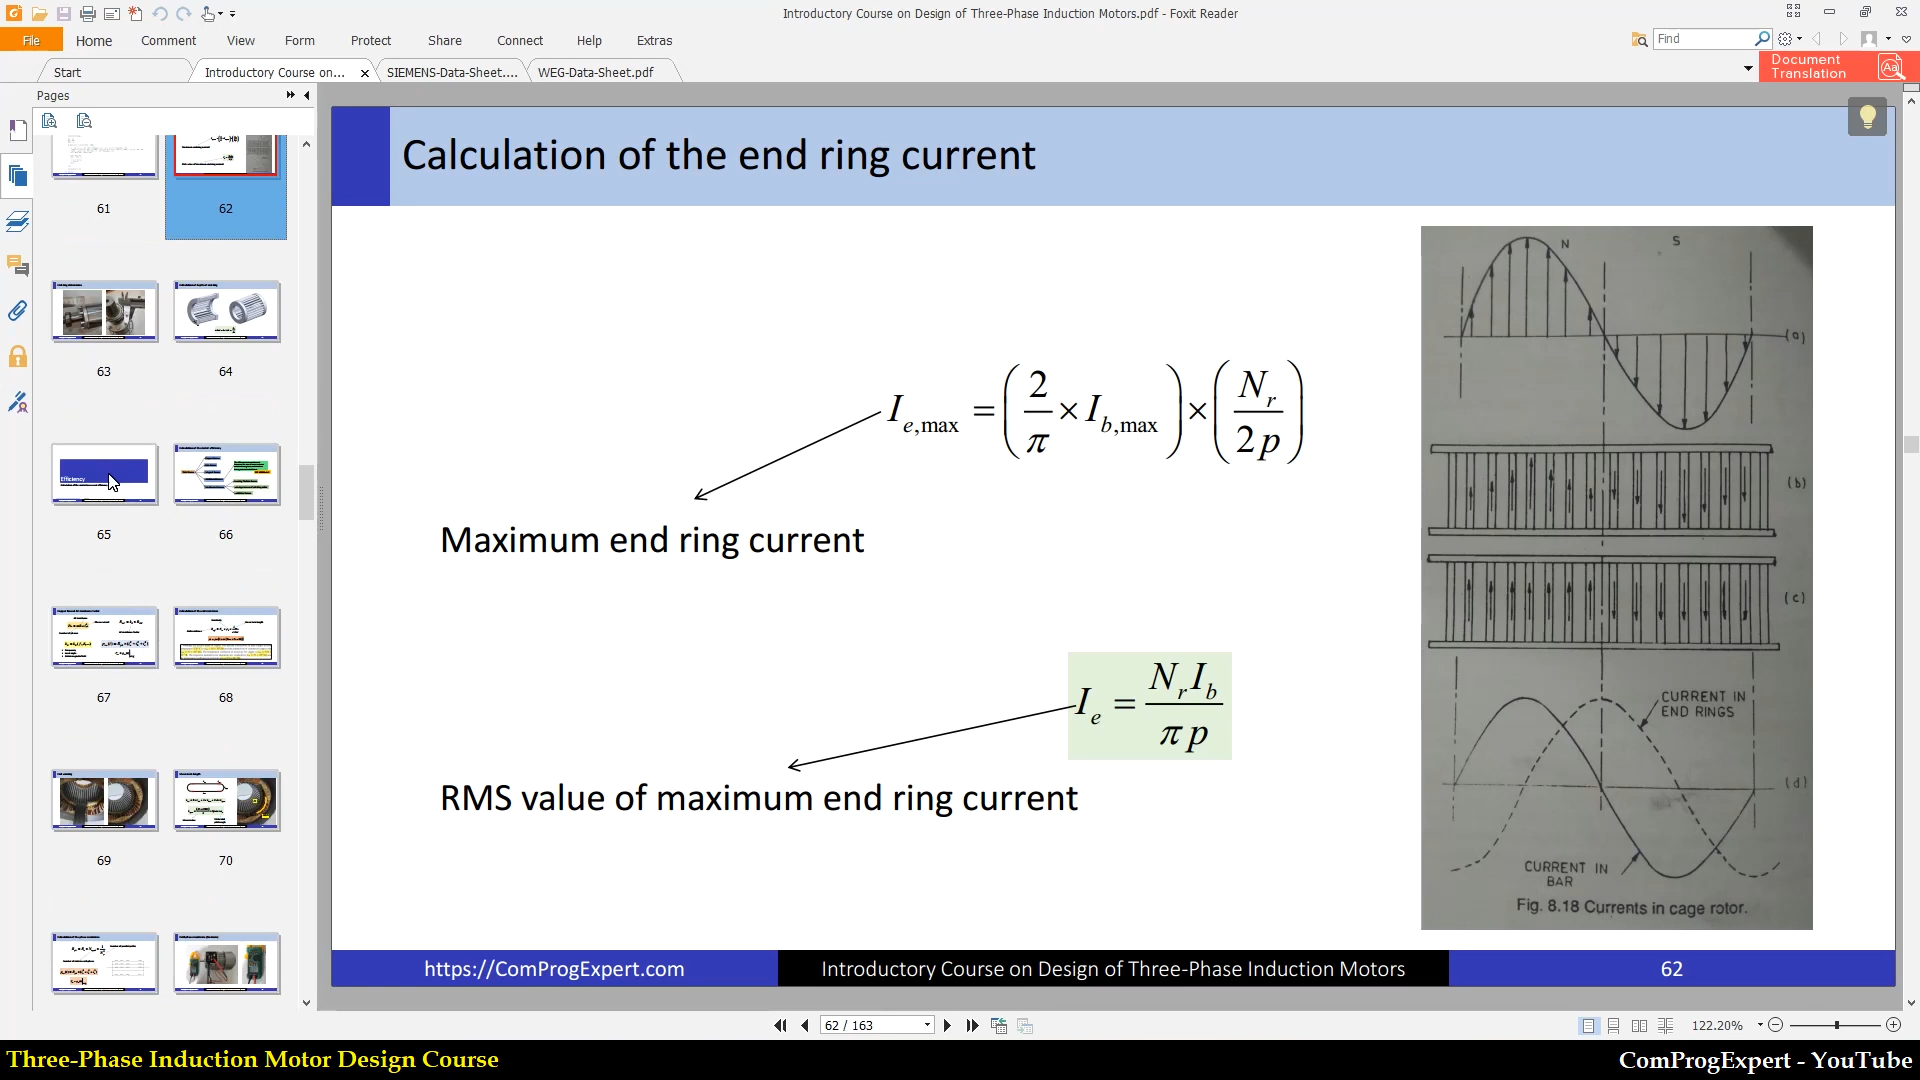 Introductory Course on Design of Three-Phase Induction Motors.pdf - Foxit Reader
File Home Comment View Form Protect Share Connect Help Extras
Find
Start
Introductory Course on...
SIEMENS-Data-Sheet....
WEG-Data-Sheet.pdf
Document
Translation
Pages
61
62
63
64
Efficiency
65
66
67
68
69
70
Calculation of the end ring current
I_{e,max} = (2/π × I_{b,max}) × (N_r/2p)
Maximum end ring current
I_e = N_r I_b / π p
RMS value of maximum end ring current
N S
(a)
(b)
(c)
CURRENT IN
END RINGS
(d)
CURRENT IN
BAR
Fig. 8.18 Currents in cage rotor.
https://ComProgExpert.com
Introductory Course on Design of Three-Phase Induction Motors
62
62 / 163
122.20%
Three-Phase Induction Motor Design Course
ComProgExpert - YouTube